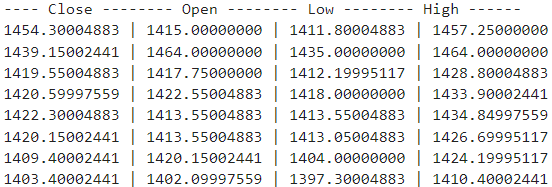 ---- Close -------- Open -------- Low --------- High ------
1454.30004883 | 1415.00000000 | 1411.80004883 | 1457.25000000
1439.15002441 | 1464.00000000 | 1435.00000000 | 1464.00000000
1419.55004883 | 1417.75000000 | 1412.19995117 | 1428.80004883
1420.59997559 | 1422.55004883 | 1418.00000000 | 1433.90002441
1422.30004883 | 1413.55004883 | 1413.55004883 | 1434.84997559
1420.15002441 | 1413.55004883 | 1413.05004883 | 1426.69995117
1409.40002441 | 1420.15002441 | 1404.00000000 | 1424.19995117
1403.40002441 | 1402.09997559 | 1397.30004883 | 1410.40002441